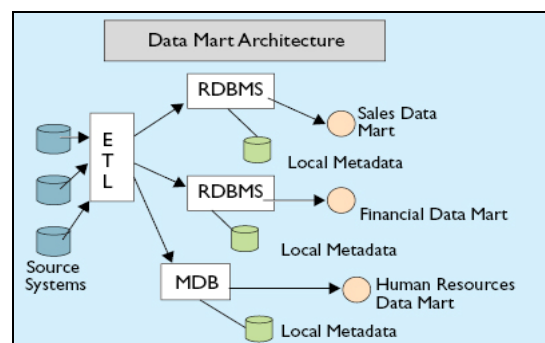 Data Mart Architecture
RDBMS
Sales Data
Mart
E
T
L
Local Metadata
RDBMS
Financial Data Mart
Local Metadata
Source
Systems
MDB
Human Resources
Data Mart
Local Metadata